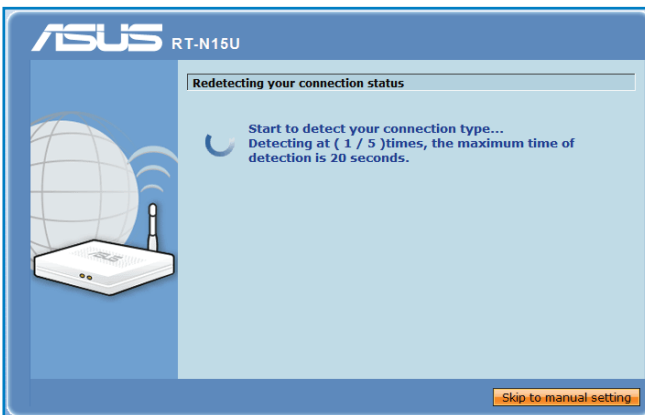 ASUS RT-N15U
Redetecting your connection status
Start to detect your connection type...
Detecting at ( 1 / 5 )times, the maximum time of
detection is 20 seconds.
ASUS
Skip to manual setting